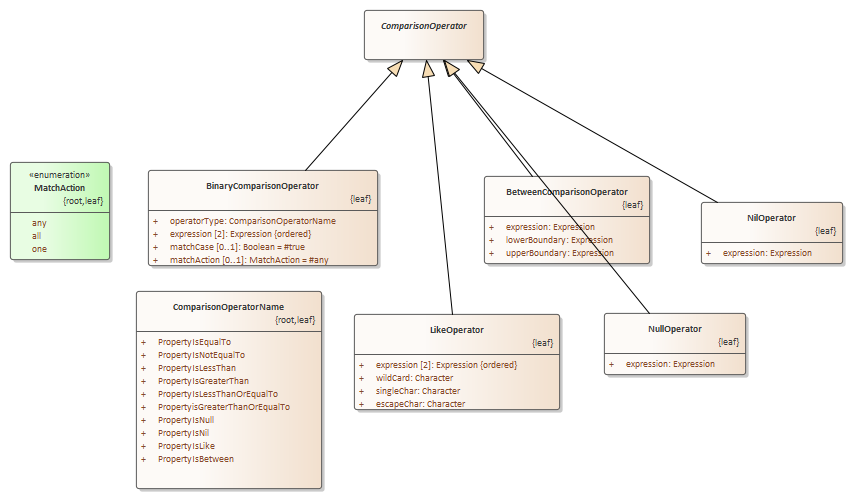 ComparisonOperator
«enumeration»
MatchAction
{root,leaf}
any
all
one
BinaryComparisonOperator
{leaf}
+ operatorType: ComparisonOperatorName
+ expression [2]: Expression {ordered}
+ matchCase [0..1]: Boolean = #true
+ matchAction [0..1]: MatchAction = #any
BetweenComparisonOperator
{leaf}
+ expression: Expression
+ lowerBoundary: Expression
+ upperBoundary: Expression
NilOperator
{leaf}
+ expression: Expression
ComparisonOperatorName
{root,leaf}
+ PropertyIsEqualTo
+ PropertyIsNotEqualTo
+ PropertyIsLessThan
+ PropertyIsGreaterThan
+ PropertyIsLessThanOrEqualTo
+ PropertyisGreaterThanOrEqualTo
+ PropertyIsNull
+ PropertyIsNil
+ PropertyIsLike
+ PropertyIsBetween
LikeOperator
{leaf}
+ expression [2]: Expression {ordered}
+ wildCard: Character
+ singleChar: Character
+ escapeChar: Character
NullOperator
{leaf}
+ expression: Expression